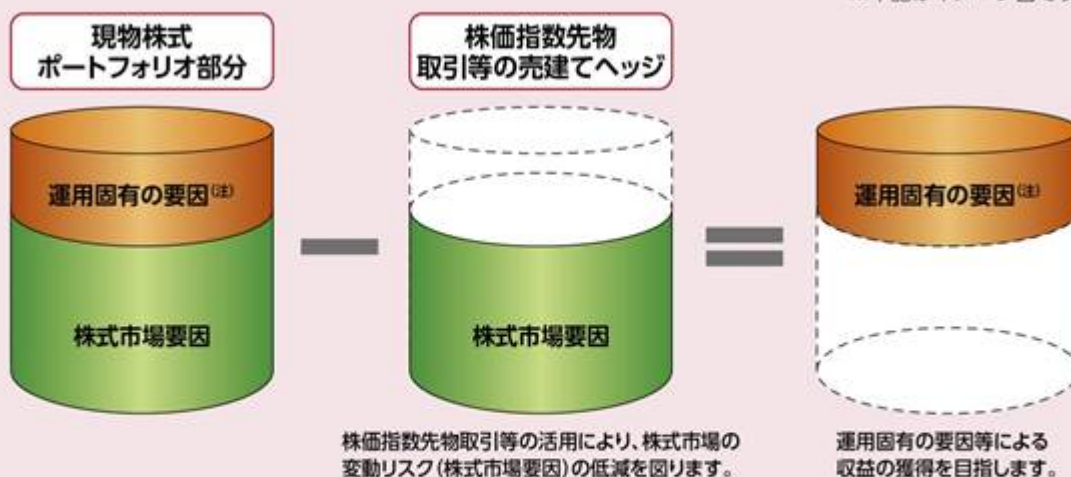 現物株式
ポートフォリオ部分
株価指数先物
取引等の売建てヘッジ
運用固有の要因(注)
運用固有の要因(注)
株式市場要因
株式市場要因
株価指数先物取引等の活用により、株式市場の
変動リスク(株式市場要因)の低減を図ります。
運用固有の要因等による
収益の獲得を目指します。